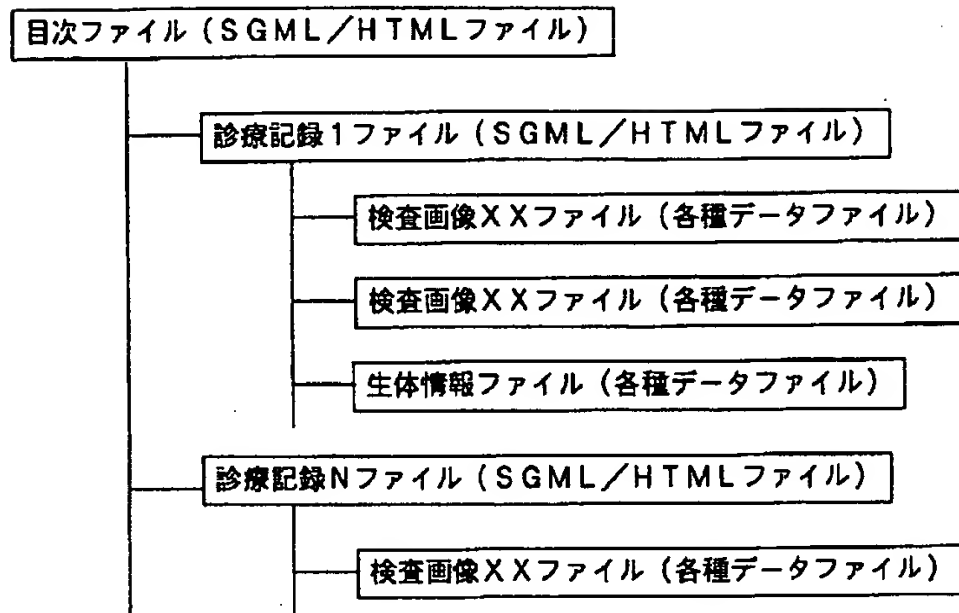 目次ファイル（ＳＧＭＬ／ＨＴＭＬファイル）
診療記録１ファイル（ＳＧＭＬ／ＨＴＭＬファイル）
検査画像ＸＸファイル（各種データファイル）
検査画像ＸＸファイル（各種データファイル）
生体情報ファイル（各種データファイル）
診療記録Ｎファイル（ＳＧＭＬ／ＨＴＭＬファイル）
検査画像ＸＸファイル（各種データファイル）